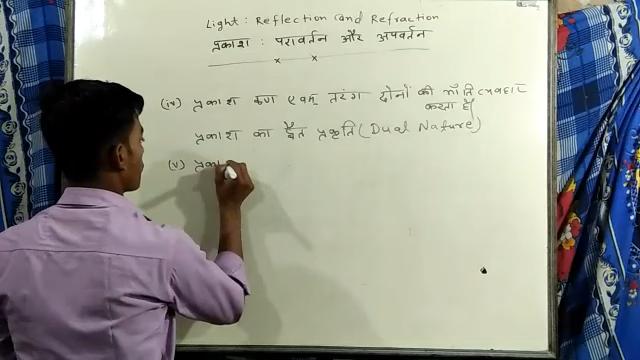 Light: Reflection and Refraction
प्रकाश : परावर्तन और अपवर्तन
(iv) प्रकाश कण एवम् तरंग दोनों की भाँति व्यवहार
करता है।
प्रकाश का द्वैत प्रकृति (Dual Nature)
(v) प्रका